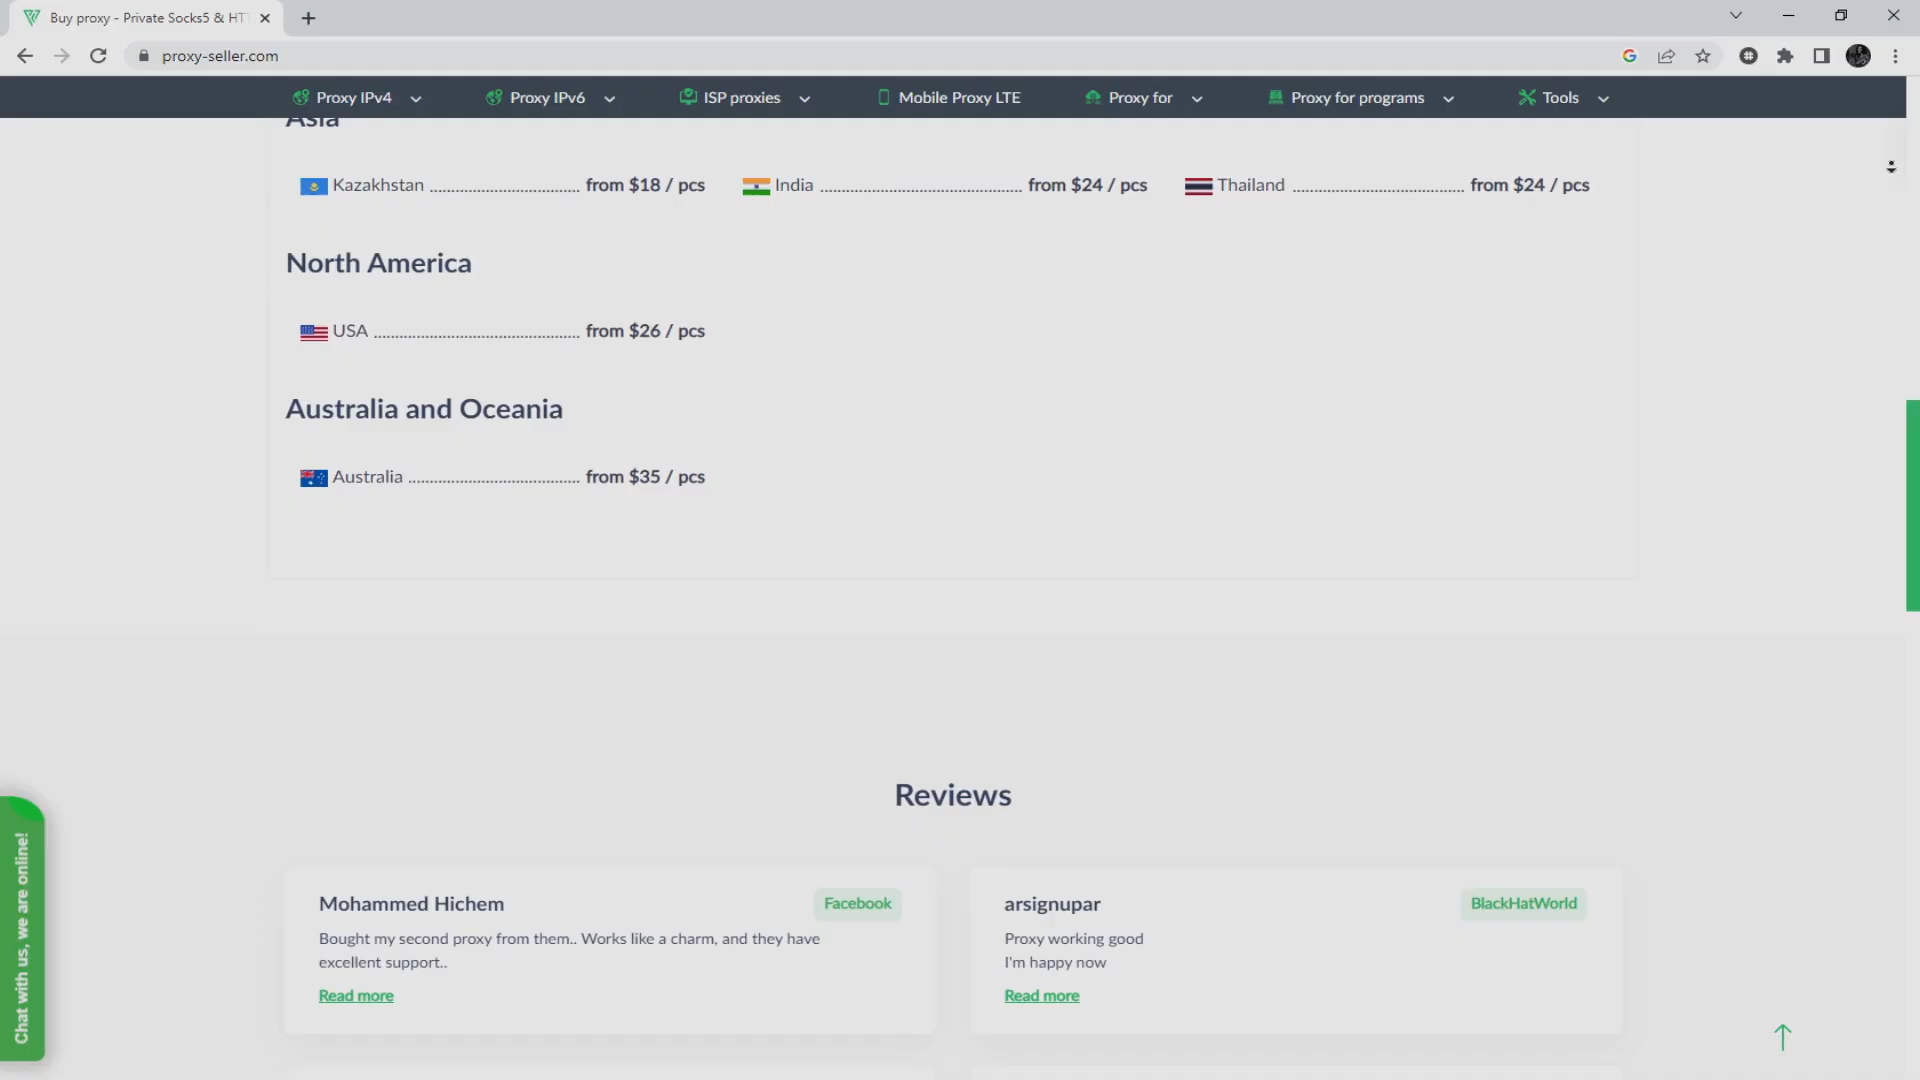 Buy proxy - Private Socks5 & HT
proxy-seller.com
Proxy IPv4
Proxy IPv6
ISP proxies
Mobile Proxy LTE
Proxy for
Proxy for programs
Tools
Asia
Kazakhstan from $18 / pcs
India from $24 / pcs
Thailand from $24 / pcs
North America
USA from $26 / pcs
Australia and Oceania
Australia from $35 / pcs
Reviews
Mohammed Hichem
Facebook
Bought my second proxy from them.. Works like a charm, and they have
excellent support..
Read more
arsignupar
BlackHatWorld
Proxy working good
I'm happy now
Read more
Chat with us, we are online!